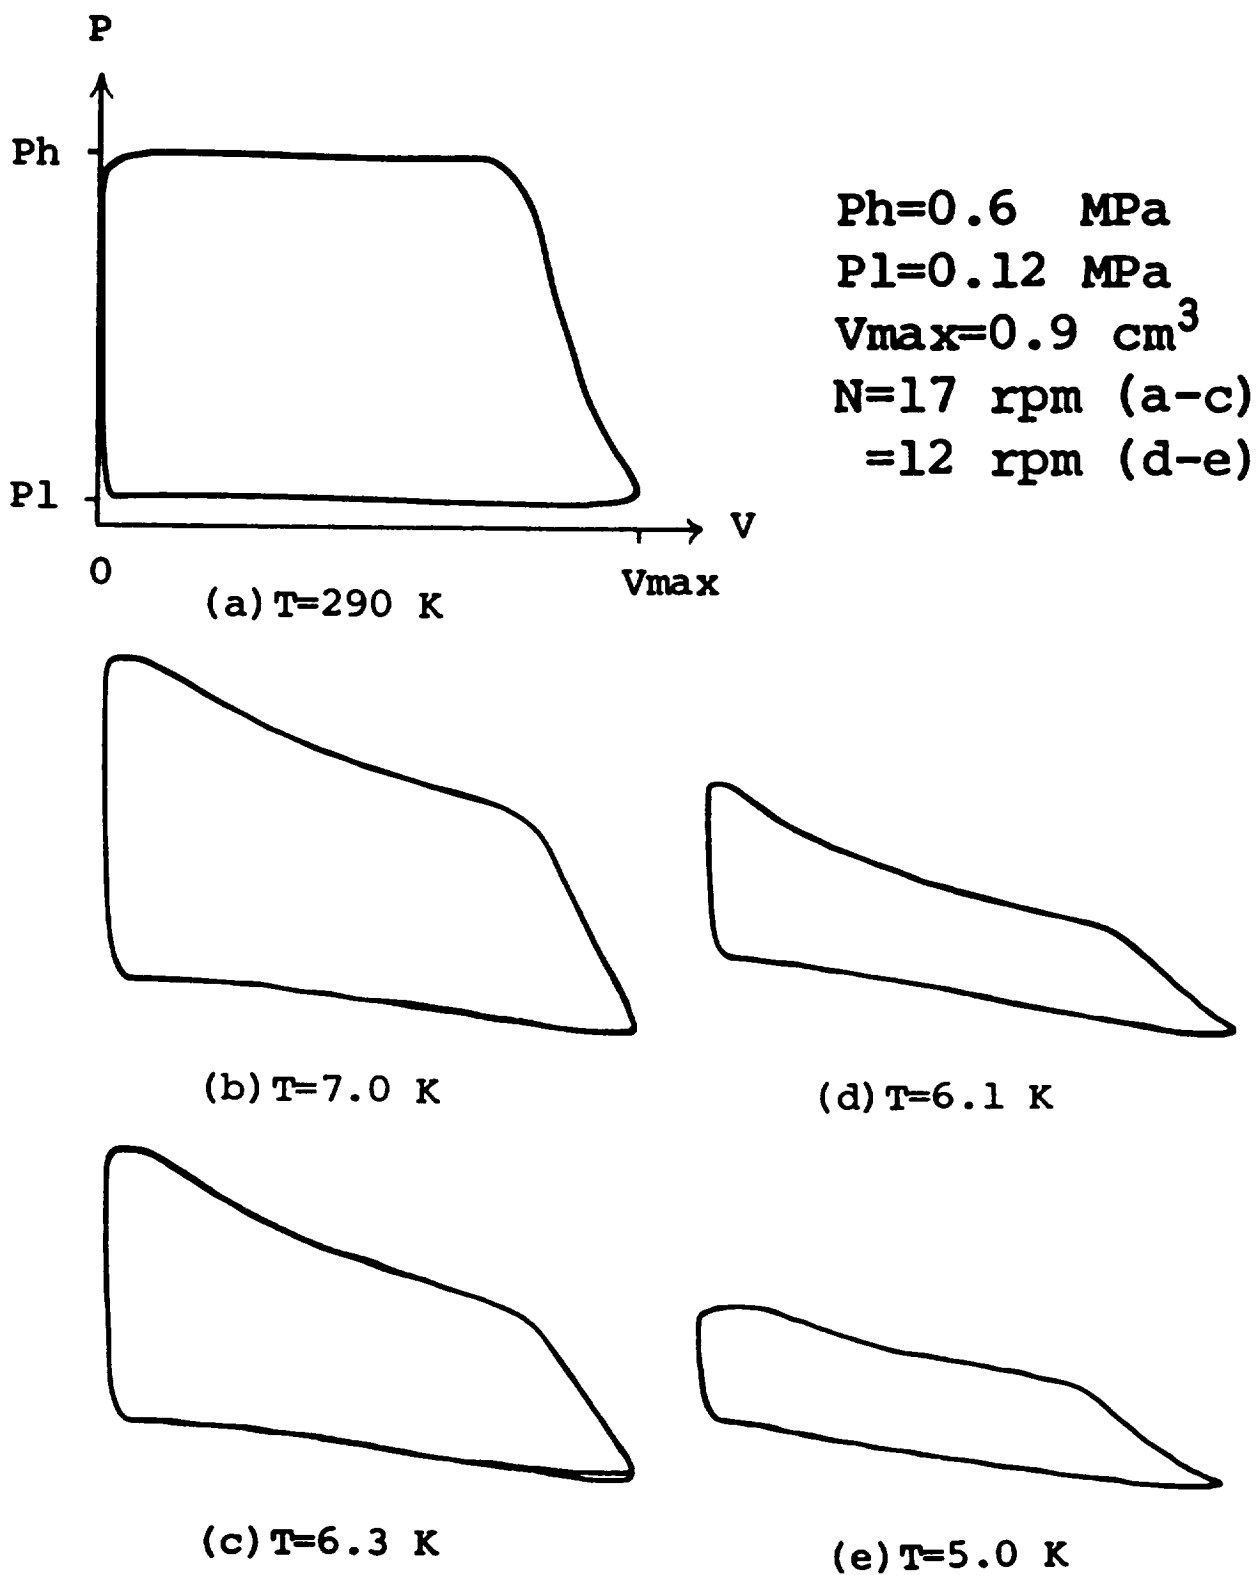 P
Ph
Pl
0
V
Vmax
(a)T=290 K
Ph=0.6 MPa
Pl=0.12 MPa
Vmax=0.9 cm³
N=17 rpm (a-c)
=12 rpm (d-e)
(b)T=7.0 K
(d)T=6.1 K
(c)T=6.3 K
(e)T=5.0 K